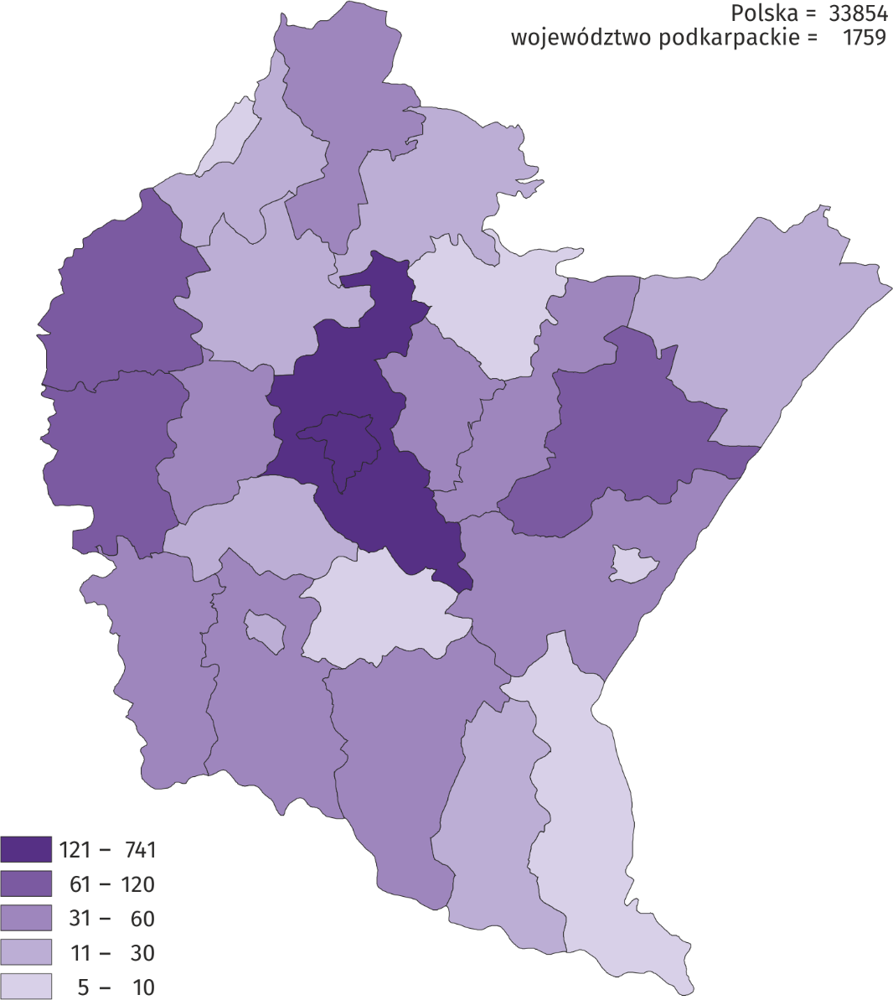 Polska = 33854
województwo podkarpackie = 1759
121 – 741
61 – 120
31 – 60
11 – 30
5 – 10